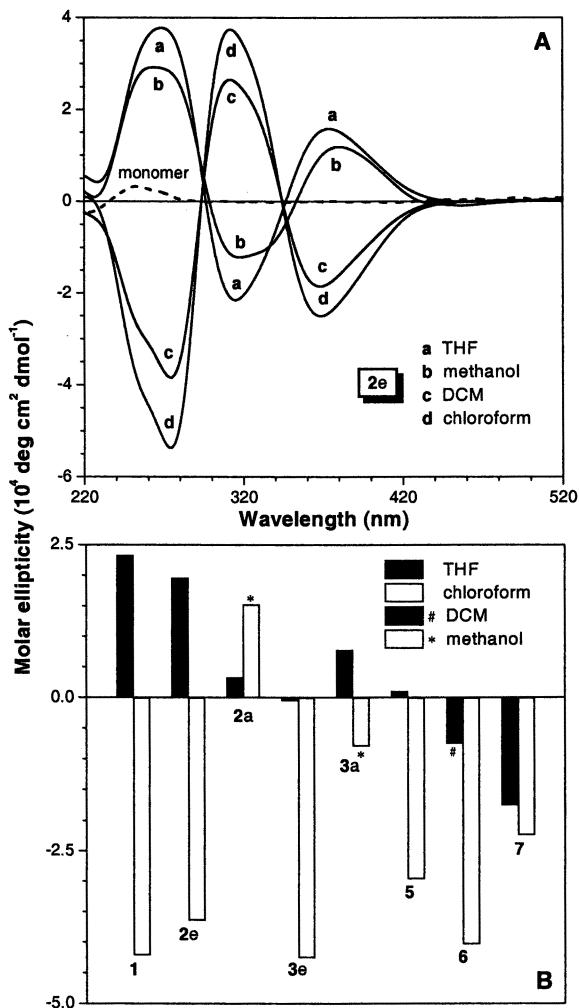 Molar ellipticity (10⁴ deg cm² dmol⁻¹)
4
2
0
-2
-4
-6
A
a
b
monomer
d
c
a
b
b
a
c
d
c
d
2e
a THF
b methanol
c DCM
d chloroform
220
320
420
520
Wavelength (nm)
2.5
0.0
-2.5
-5.0
THF
chloroform
# DCM
* methanol
*
2a
3a
*
#
7
5
2e
1
3e
6
B